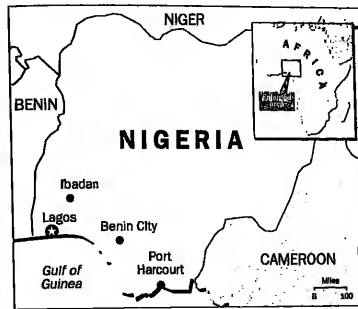 NIGER
AFRICA
BENIN
NIGERIA
Ibadan
Lagos
Benin City
Port
Harcourt
CAMEROON
Gulf of
Guinea
Miles
0 100